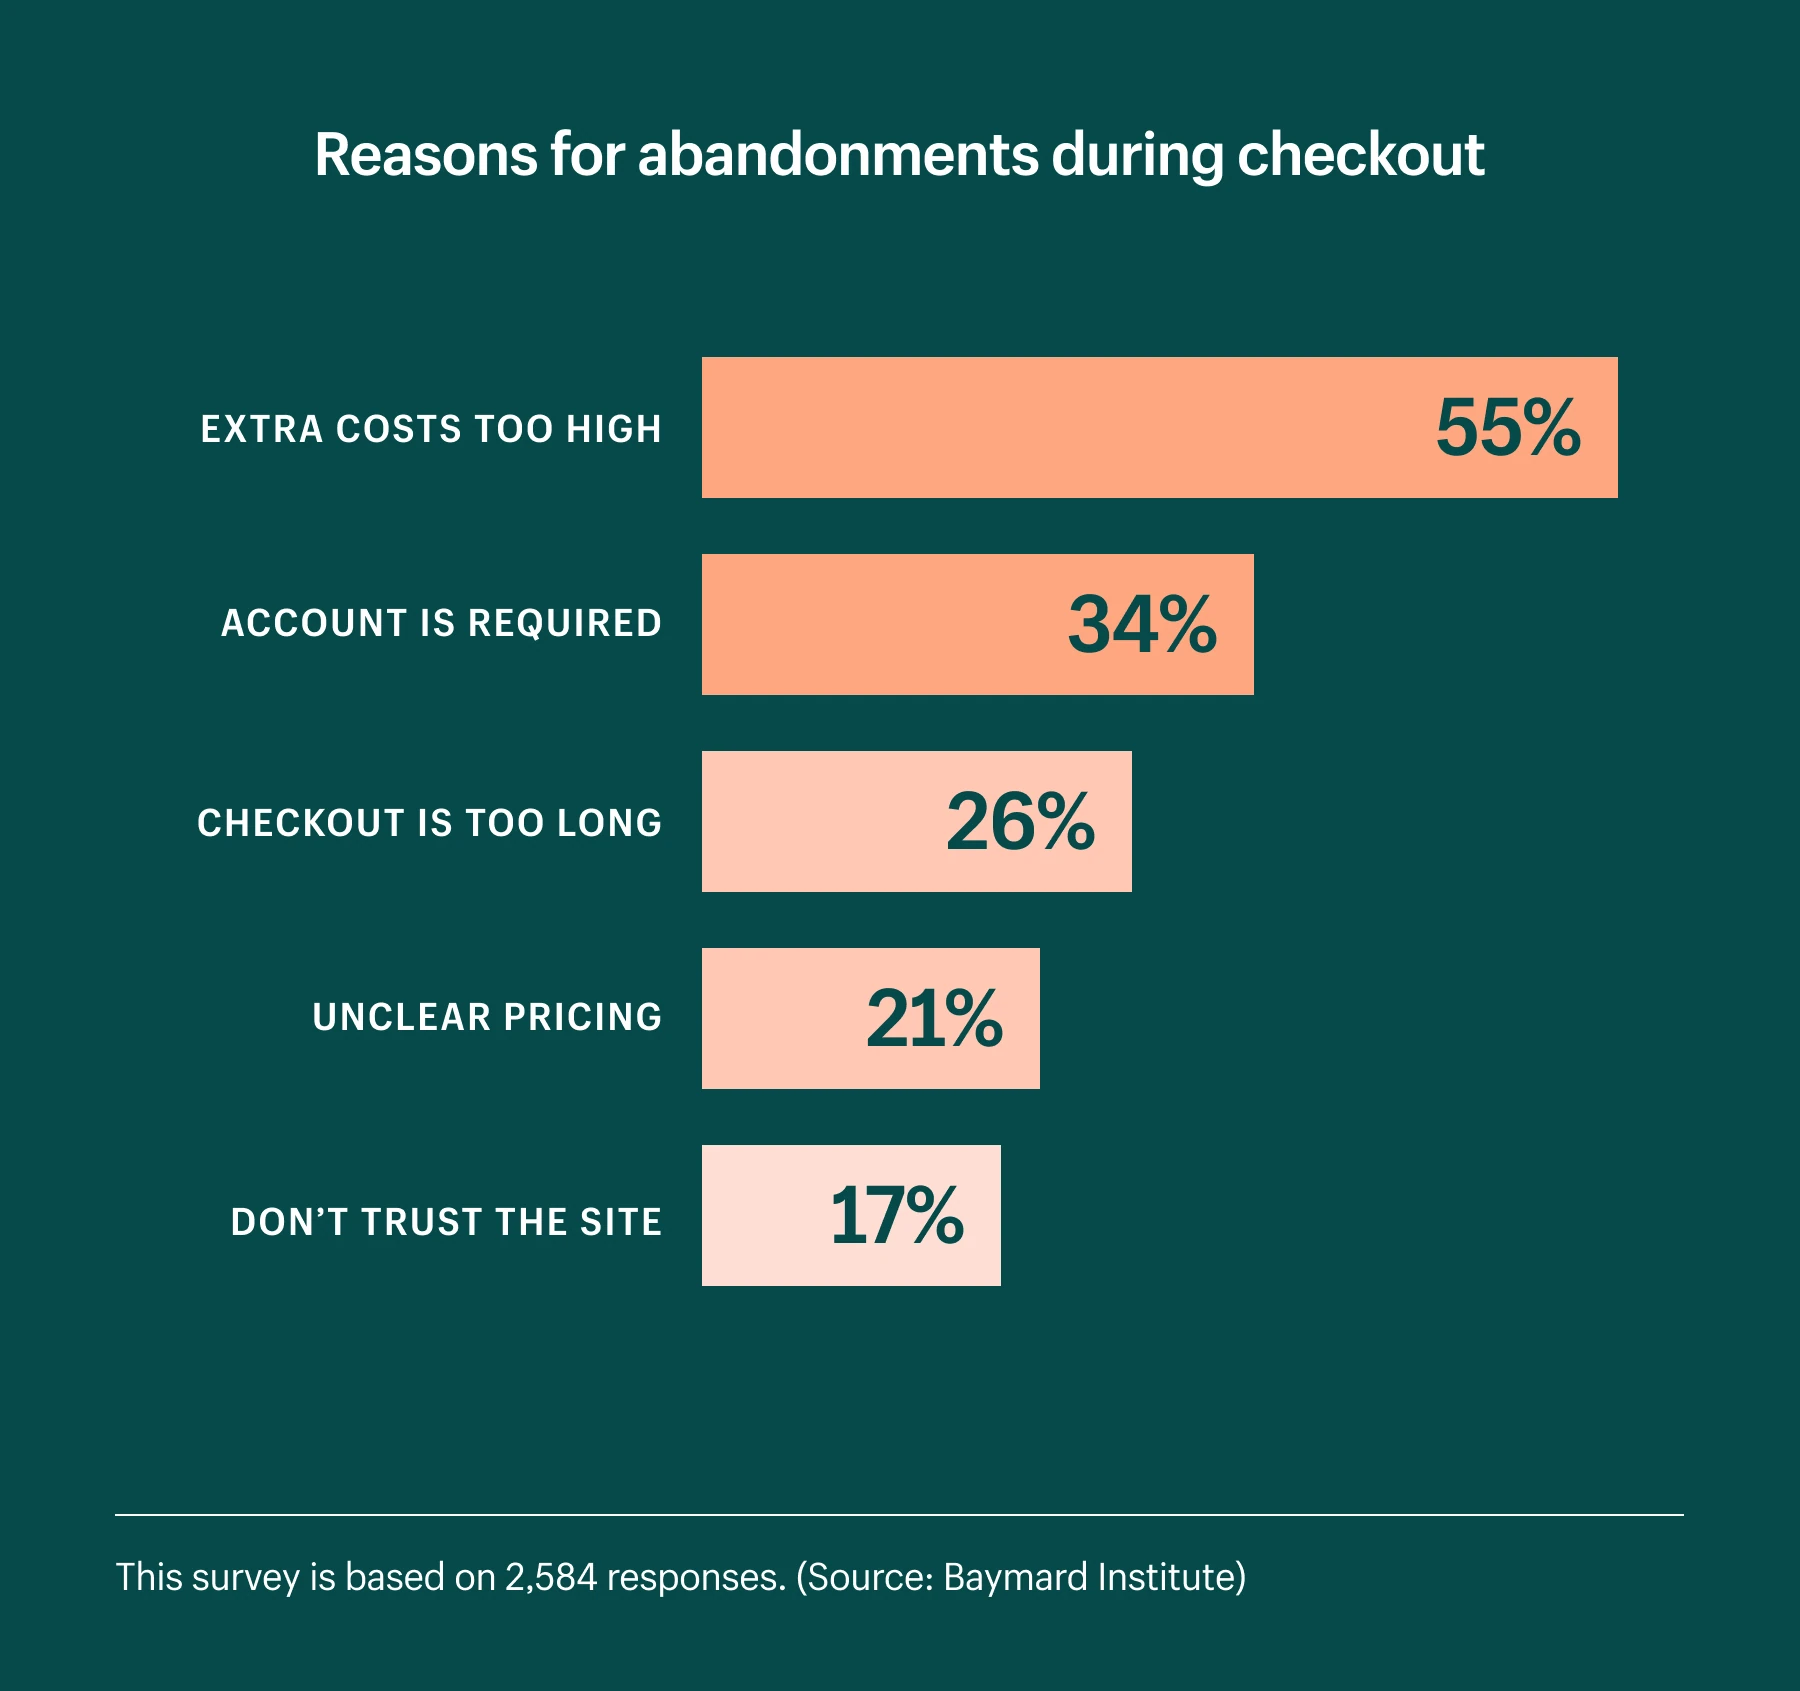 Reasons for abandonments during checkout
EXTRA COSTS TOO HIGH 55%
ACCOUNT IS REQUIRED 34%
CHECKOUT IS TOO LONG 26%
UNCLEAR PRICING 21%
DON’T TRUST THE SITE 17%
This survey is based on 2,584 responses. (Source: Baymard Institute)